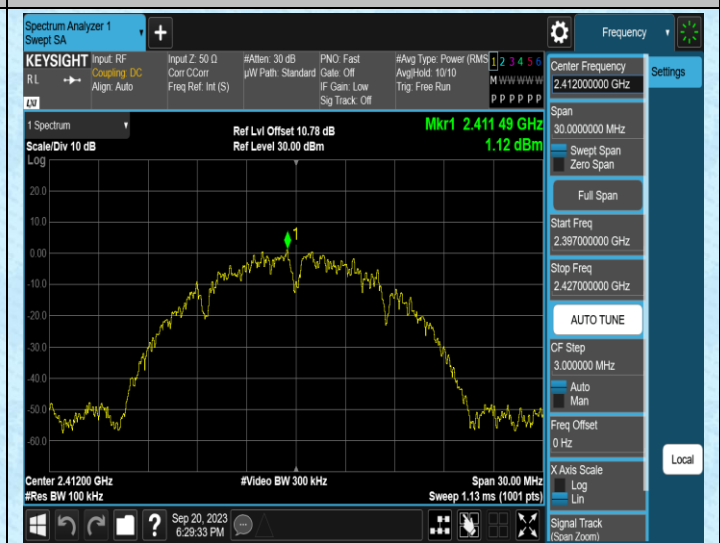 Spectrum Analyzer 1
Swept SA
+
Frequency
KEYSIGHT
R L
LXI
Input: RF
Coupling: DC
Align: Auto
Input Z: 50 Ω
Corr CCorr
Freq Ref: Int (S)
#Atten: 30 dB
µW Path: Standard
PNO: Fast
Gate: Off
IF Gain: Low
Sig Track: Off
#Avg Type: Power (RMS
Avg|Hold: 10/10
Trig: Free Run
1 2 3 4 5 6
M W W W W W
P P P P P P
1 Spectrum
Scale/Div 10 dB
Ref Lvl Offset 10.78 dB
Ref Level 30.00 dBm
Mkr1 2.411 49 GHz
1.12 dBm
Log
20.0
10.0
0.00
-10.0
-20.0
-30.0
-40.0
-50.0
-60.0
1
Center 2.41200 GHz
#Res BW 100 kHz
#Video BW 300 kHz
Span 30.00 MHz
Sweep 1.13 ms (1001 pts)
Center Frequency
2.412000000 GHz
Span
30.0000000 MHz
Swept Span
Zero Span
Full Span
Start Freq
2.397000000 GHz
Stop Freq
2.427000000 GHz
AUTO TUNE
CF Step
3.000000 MHz
Auto
Man
Freq Offset
0 Hz
X Axis Scale
Log
Lin
Signal Track
(Span Zoom)
Settings
Local
?
Sep 20, 2023
6:29:33 PM